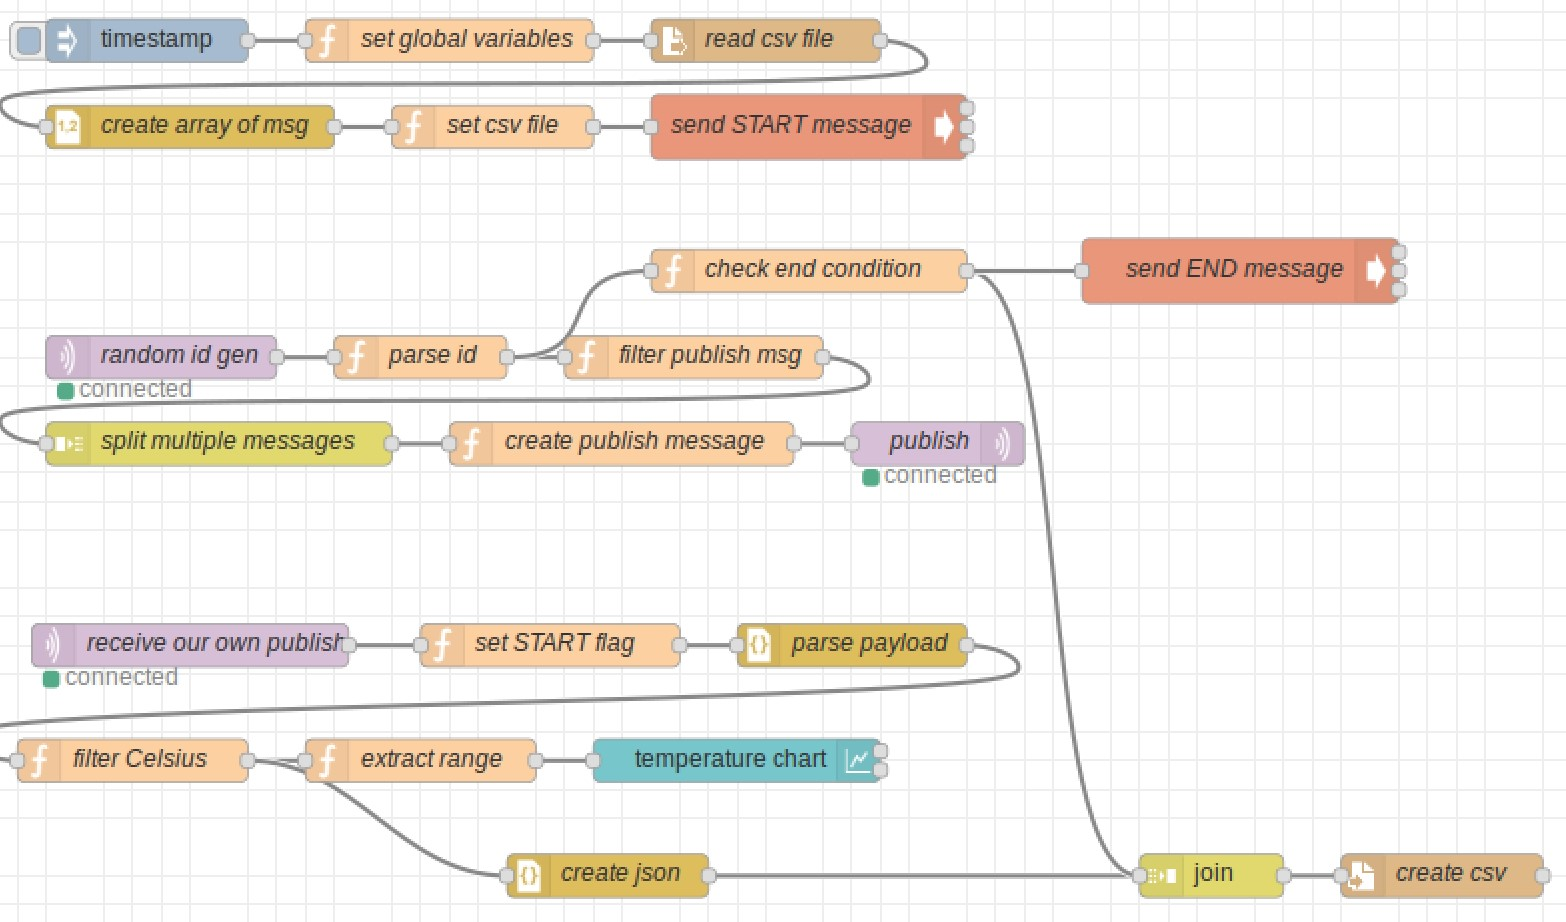 timestamp
set global variables
read csv file
create array of msg
set csv file
send START message
check end condition
send END message
random id gen
parse id
filter publish msg
connected
split multiple messages
create publish message
publish
connected
receive our own publish
set START flag
parse payload
connected
filter Celsius
extract range
temperature chart
create json
join
create csv